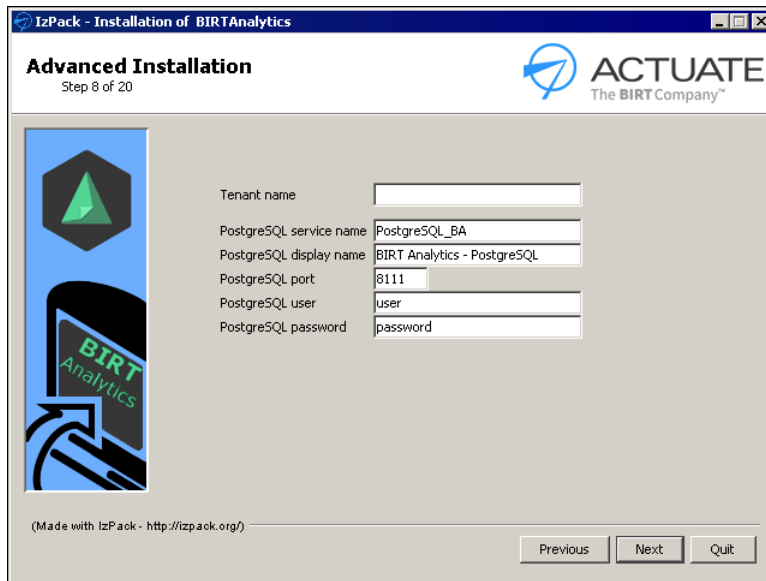 IzPack - Installation of BIRTAnalytics
Advanced Installation
Step 8 of 20
ACTUATE
The BIRT Company™
Tenant name
PostgreSQL service name PostgreSQL_BA
PostgreSQL display name BIRT Analytics - PostgreSQL
PostgreSQL port 8111
PostgreSQL user user
PostgreSQL password password
BIRT
Analytics
(Made with IzPack - http://izpack.org/)
Previous Next Quit